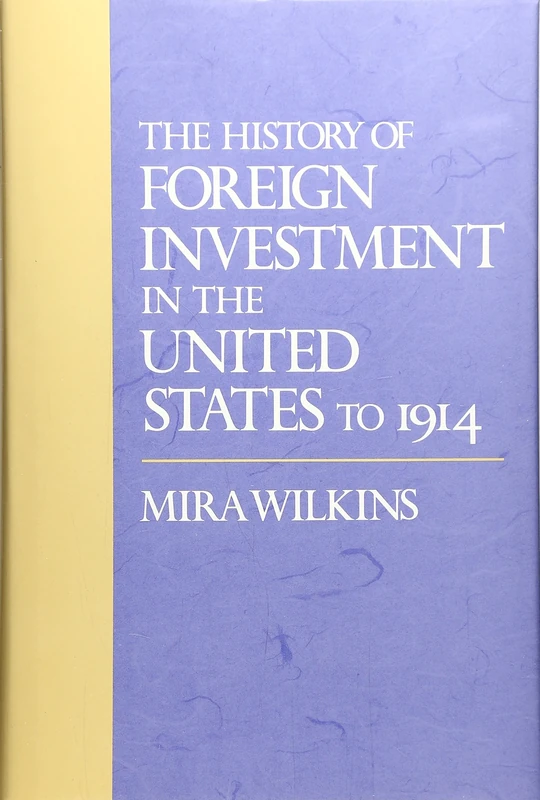 THE HISTORY OF
FOREIGN
INVESTMENT
IN THE
UNITED
STATES TO 1914
MIRA WILKINS